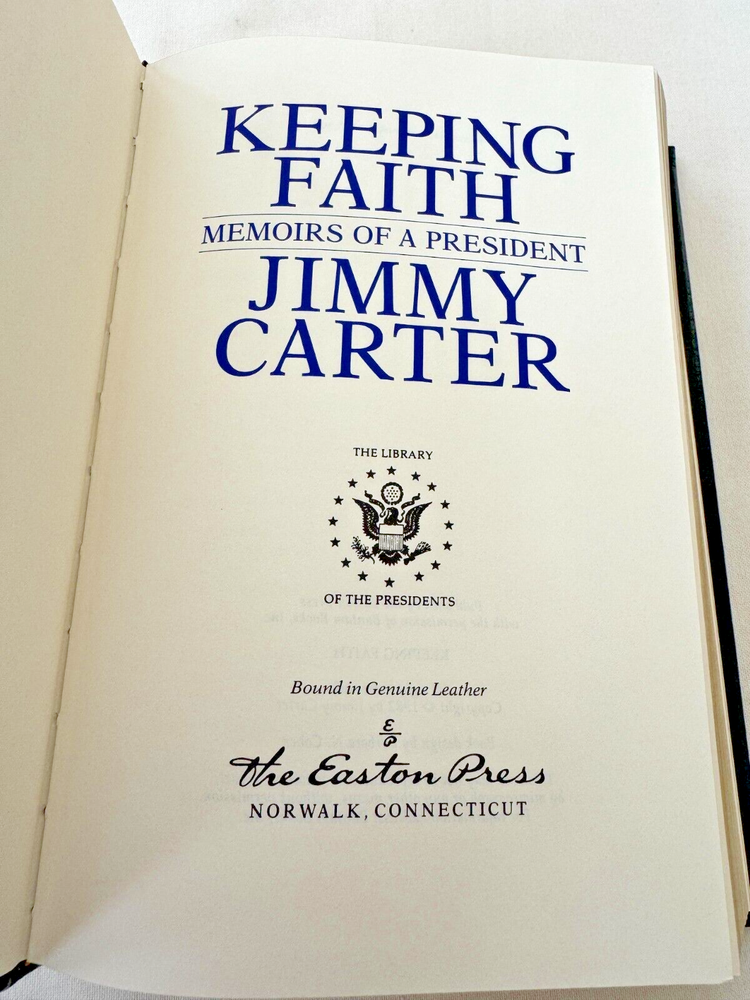 KEEPING
FAITH
MEMOIRS OF A PRESIDENT
JIMMY
CARTER
THE LIBRARY
OF THE PRESIDENTS
Bound in Genuine Leather
E
P
The Easton Press
NORWALK, CONNECTICUT